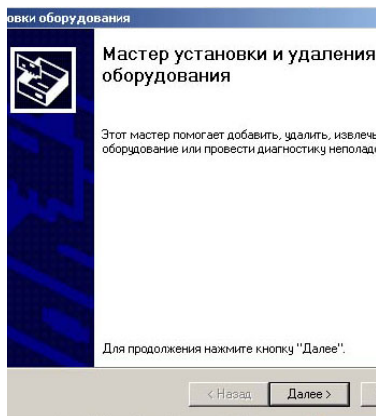 овки оборудования
Мастер установки и удаления
оборудования
Этот мастер помогает добавить, удалить, извлечь
оборудование или провести диагностику неполад
Для продолжения нажмите кнопку "Далее".
< Назад Далее >